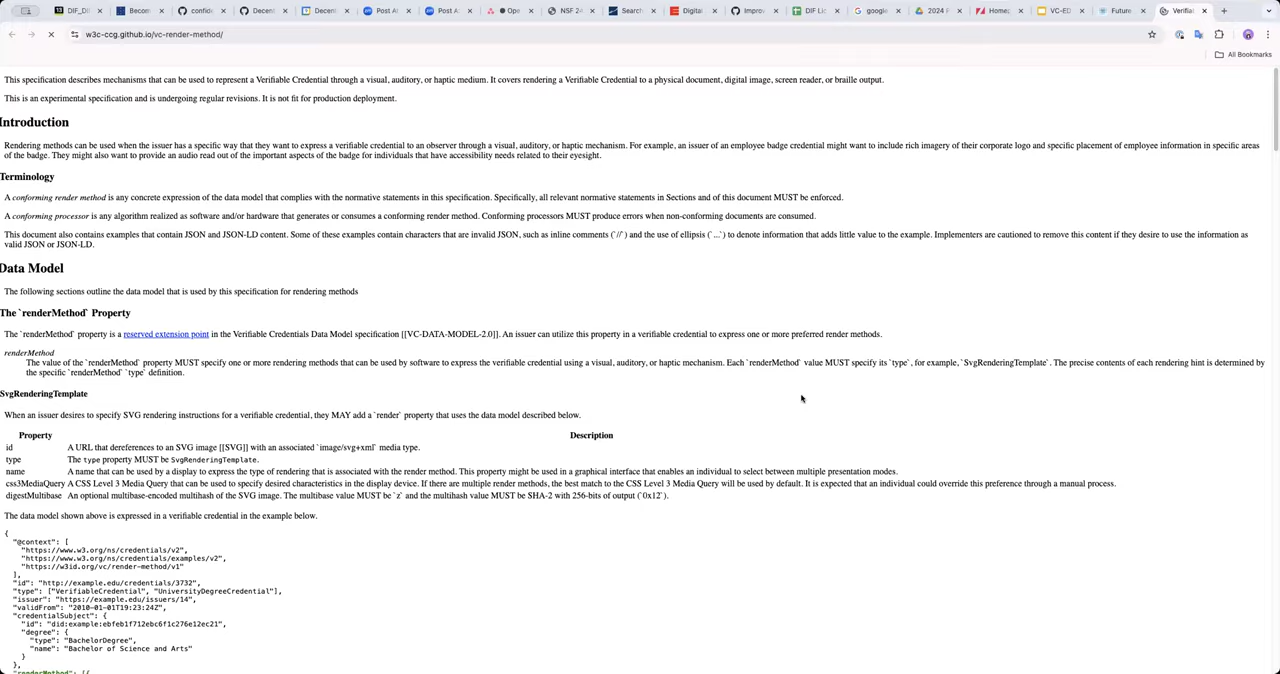 DIF_DI
Becom
confid
Decent
Decent
Post At
Post At
Ope
NSF 24
Search
Digital
Improv
DIF Lic
google
2024 F
Home:
VC-ED
Future
Verifial
w3c-ccg.github.io/vc-render-method/
All Bookmarks
This specification describes mechanisms that can be used to represent a Verifiable Credential through a visual, auditory, or haptic medium. It covers rendering a Verifiable Credential to a physical document, digital image, screen reader, or braille output.
This is an experimental specification and is undergoing regular revisions. It is not fit for production deployment.
Introduction
Rendering methods can be used when the issuer has a specific way that they want to express a verifiable credential to an observer through a visual, auditory, or haptic mechanism. For example, an issuer of an employee badge credential might want to include rich imagery of their corporate logo and specific placement of employee information in specific areas
of the badge. They might also want to provide an audio read out of the important aspects of the badge for individuals that have accessibility needs related to their eyesight.
Terminology
A conforming render method is any concrete expression of the data model that complies with the normative statements in this specification. Specifically, all relevant normative statements in Sections and of this document MUST be enforced.
A conforming processor is any algorithm realized as software and/or hardware that generates or consumes a conforming render method. Conforming processors MUST produce errors when non-conforming documents are consumed.
This document also contains examples that contain JSON and JSON-LD content. Some of these examples contain characters that are invalid JSON, such as inline comments (`//`) and the use of ellipsis (`...`) to denote information that adds little value to the example. Implementers are cautioned to remove this content if they desire to use the information as
valid JSON or JSON-LD.
Data Model
The following sections outline the data model that is used by this specification for rendering methods
The `renderMethod` Property
The `renderMethod` property is a reserved extension point in the Verifiable Credentials Data Model specification [[VC-DATA-MODEL-2.0]]. An issuer can utilize this property in a verifiable credential to express one or more preferred render methods.
renderMethod
The value of the `renderMethod` property MUST specify one or more rendering methods that can be used by software to express the verifiable credential using a visual, auditory, or haptic mechanism. Each `renderMethod` value MUST specify its `type`, for example, `SvgRenderingTemplate`. The precise contents of each rendering hint is determined by
the specific `renderMethod` `type` definition.
SvgRenderingTemplate
When an issuer desires to specify SVG rendering instructions for a verifiable credential, they MAY add a `render` property that uses the data model described below.
Property Description
id A URL that dereferences to an SVG image [[SVG]] with an associated `image/svg+xml` media type.
type The type property MUST be SvgRenderingTemplate.
name A name that can be used by a display to express the type of rendering that is associated with the render method. This property might be used in a graphical interface that enables an individual to select between multiple presentation modes.
css3MediaQuery A CSS Level 3 Media Query that can be used to specify desired characteristics in the display device. If there are multiple render methods, the best match to the CSS Level 3 Media Query will be used by default. It is expected that an individual could override this preference through a manual process.
digestMultibase An optional multibase-encoded multihash of the SVG image. The multibase value MUST be `z` and the multihash value MUST be SHA-2 with 256-bits of output (`0x12`).
The data model shown above is expressed in a verifiable credential in the example below.
{
"@context": [
"https://www.w3.org/ns/credentials/v2",
"https://www.w3.org/ns/credentials/examples/v2",
"https://w3id.org/vc/render-method/v1"
],
"id": "http://example.edu/credentials/3732",
"type": ["VerifiableCredential", "UniversityDegreeCredential"],
"issuer": "https://example.edu/issuers/14",
"validFrom": "2010-01-01T19:23:24Z",
"credentialSubject": {
"id": "did:example:ebfeb1f712ebc6f1c276e12ec21",
"degree": {
"type": "BachelorDegree",
"name": "Bachelor of Science and Arts"
}
},
"renderMethod": [{